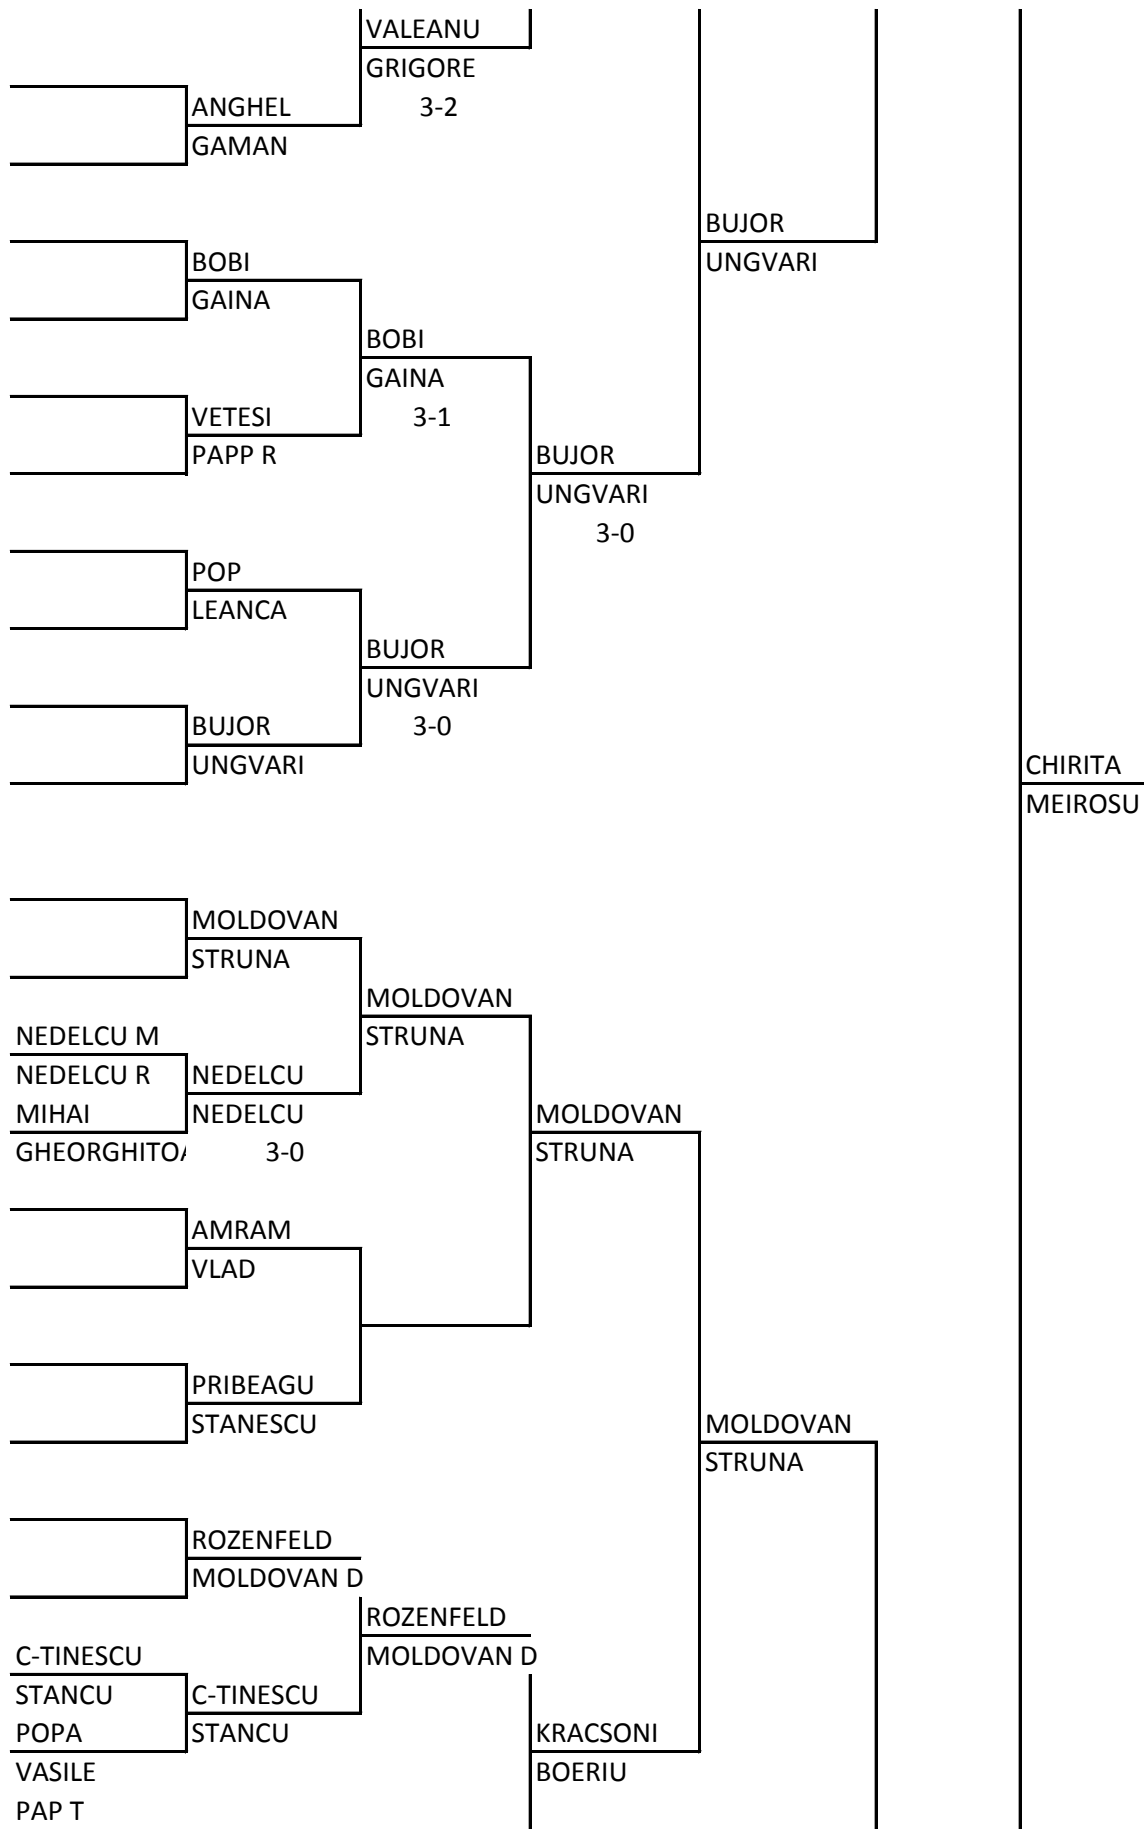 VALEANU
GRIGORE
ANGHEL 3-2
GAMAN
BUJOR
BOBI UNGVARI
GAINA
BOBI
GAINA
VETESI 3-1
PAPP R BUJOR
UNGVARI
3-0
POP
LEANCA
BUJOR
UNGVARI
BUJOR 3-0
UNGVARI CHIRITA
MEIROSU
MOLDOVAN
STRUNA
MOLDOVAN
NEDELCU M STRUNA
NEDELCU R NEDELCU
MIHAI NEDELCU MOLDOVAN
GHEORGHITO 3-0 STRUNA
AMRAM
VLAD
PRIBEAGU
STANESCU MOLDOVAN
STRUNA
ROZENFELD
MOLDOVAN D
ROZENFELD
C-TINESCU MOLDOVAN D
STANCU C-TINESCU
POPA STANCU KRACSONI
VASILE BOERIU
PAP T